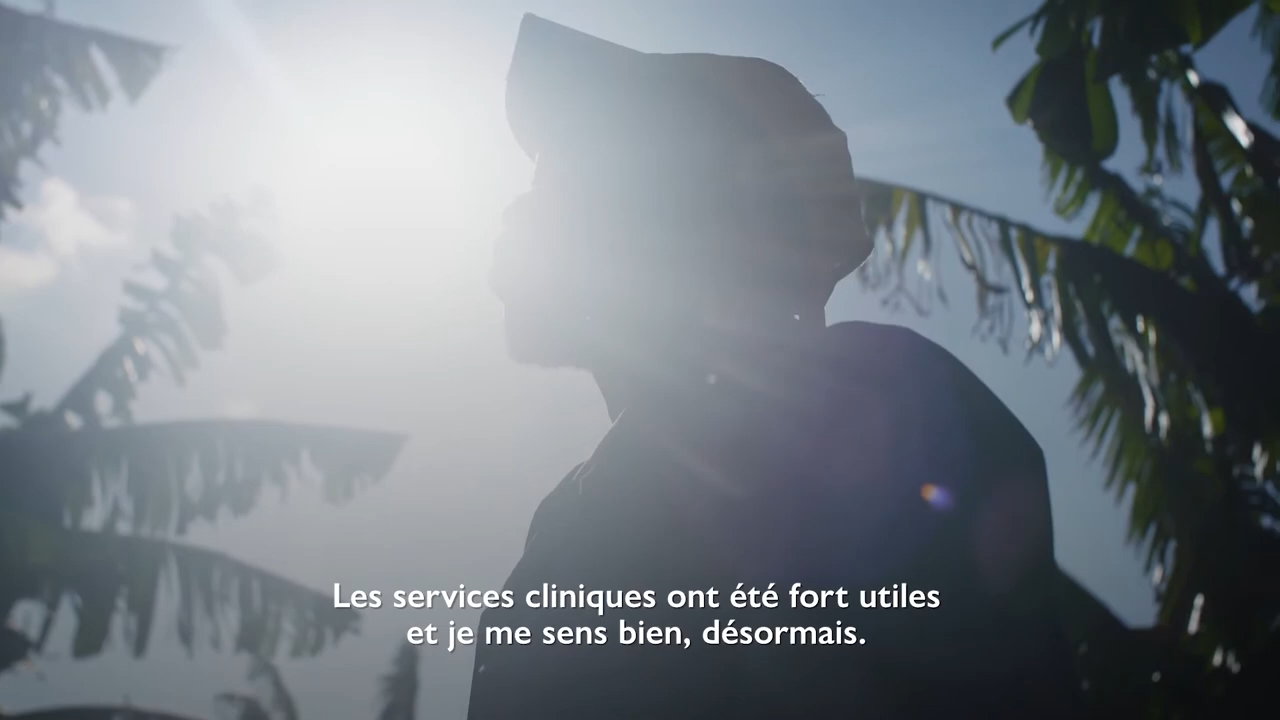 Les services cliniques ont été fort utiles
et je me sens bien, désormais.